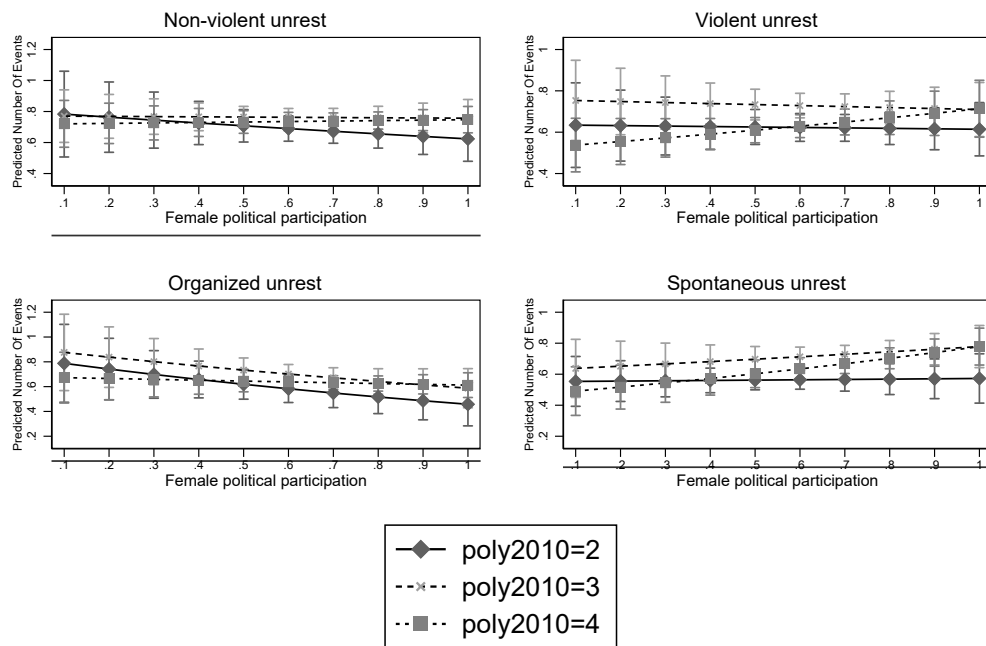 Non-violent unrest
Predicted Number Of Events
.4 .6 .8 1 1.2
.1 .2 .3 .4 .5 .6 .7 .8 .9 1
Female political participation
Violent unrest
Predicted Number Of Events
.4 .6 .8 1
.1 .2 .3 .4 .5 .6 .7 .8 .9 1
Female political participation
Organized unrest
Predicted Number Of Events
.2 .4 .6 .8 1 1.2
.1 .2 .3 .4 .5 .6 .7 .8 .9 1
Female political participation
Spontaneous unrest
Predicted Number Of Events
.2 .4 .6 .8 1
.1 .2 .3 .4 .5 .6 .7 .8 .9 1
Female political participation
poly2010=2
poly2010=3
poly2010=4